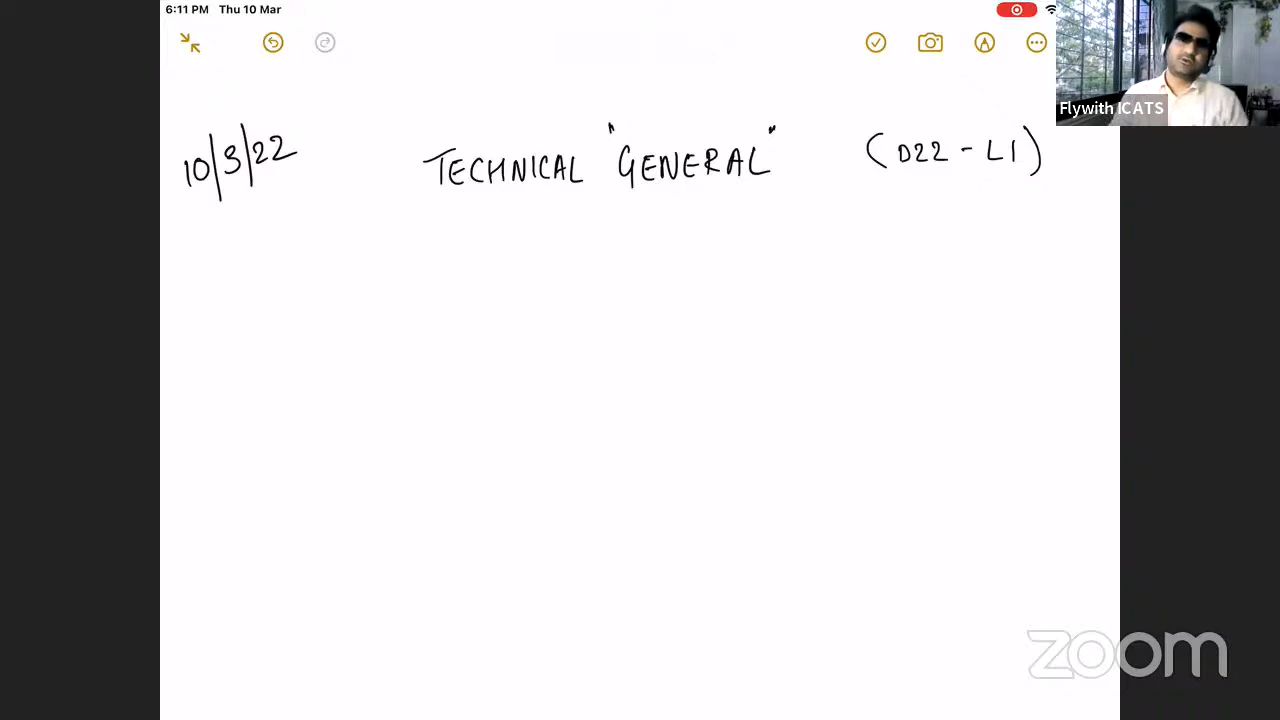 6:11 PM Thu 10 Mar
Flywith ICATS
10/3/22 TECHNICAL "GENERAL" (D22 - L1)
zoom